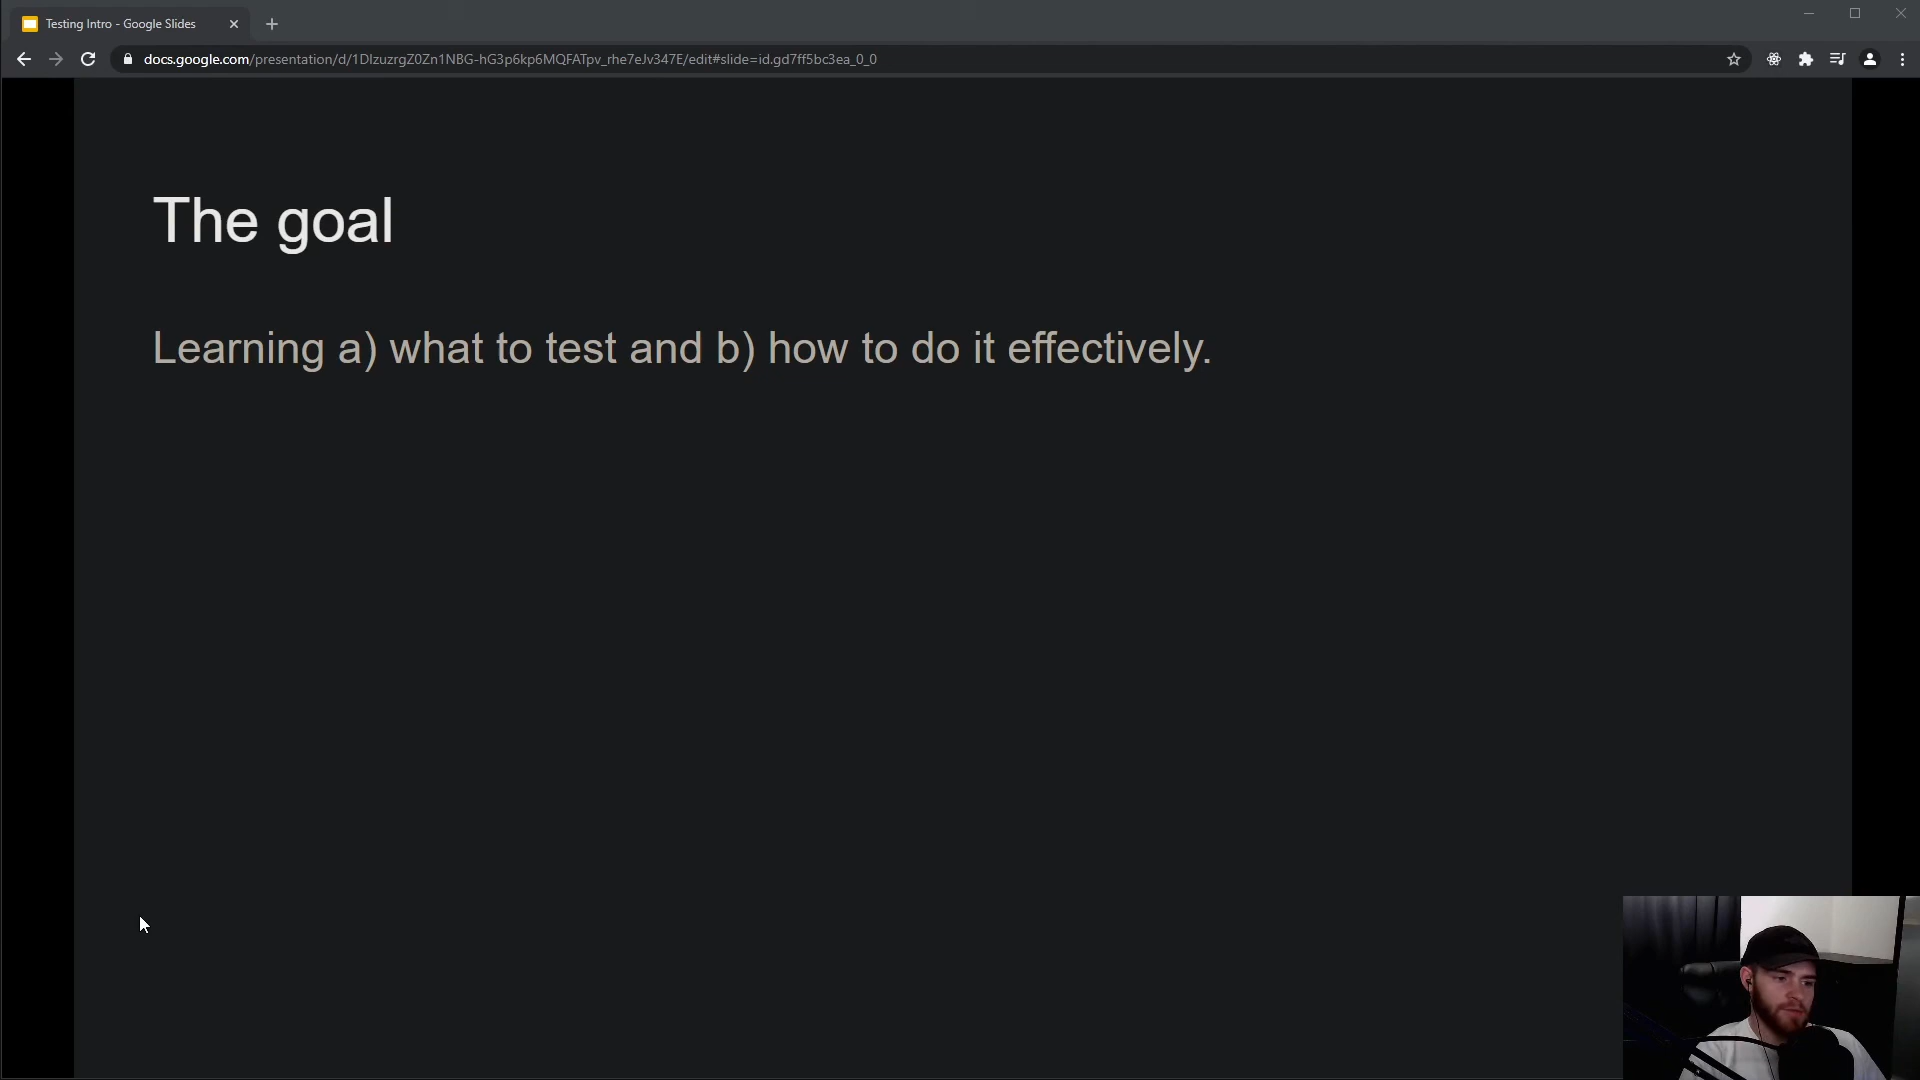 Testing Intro - Google Slides
docs.google.com/presentation/d/1DIzuzrgZ0Zn1NBG-hG3p6kp6MQFATpv_rhe7eJv347E/edit#slide=id.gd7ff5bc3ea_0_0
The goal
Learning a) what to test and b) how to do it effectively.